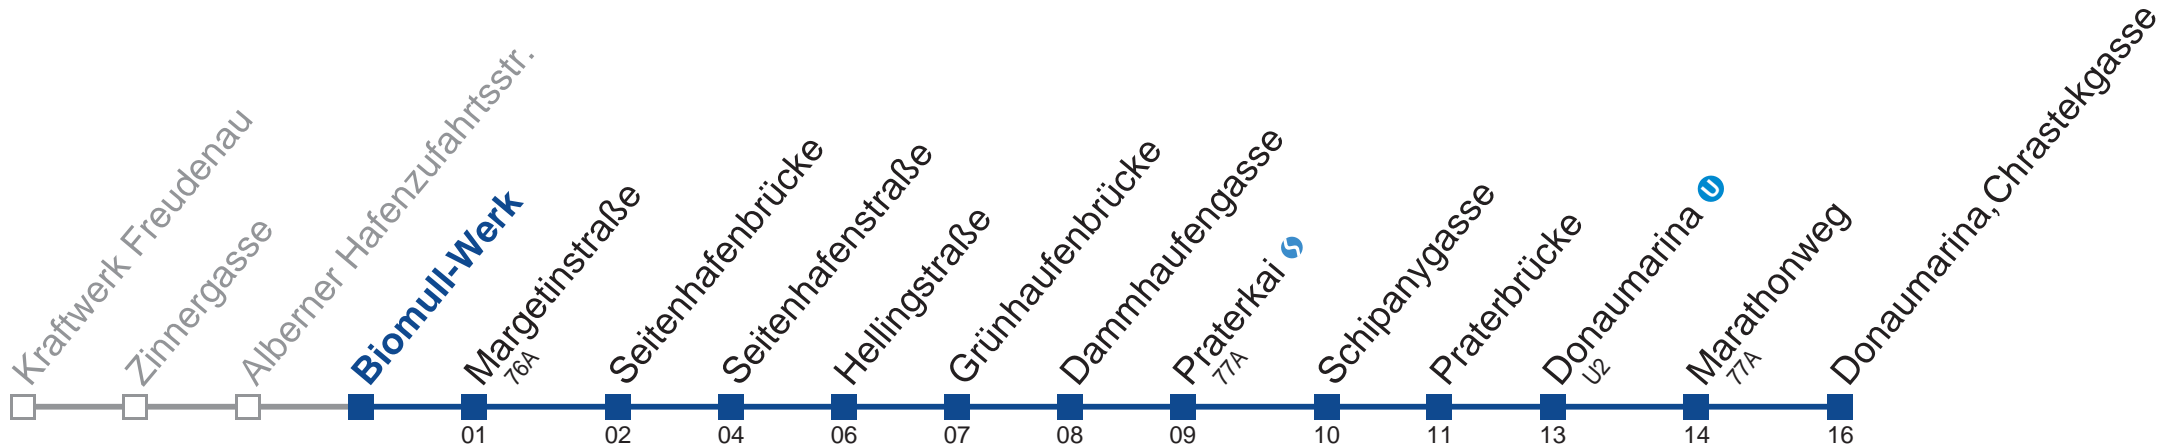 Kraftwerk Freudenau
Zinnergasse
Alberner Hafenzufahrtsstr.
Biomull-Werk
Margetinstraße
76A
Seitenhafenbrücke
Seitenhafenstraße
Hellingstraße
Grünhaufenbrücke
Dammhaufengasse
Praterkai
77A
Schipanygasse
Praterbrücke
Donaumarina U
U2
Marathonweg
77A
Donaumarina, Chrastekgasse
01 02 04 06 07 08 09 10 11 13 14 16